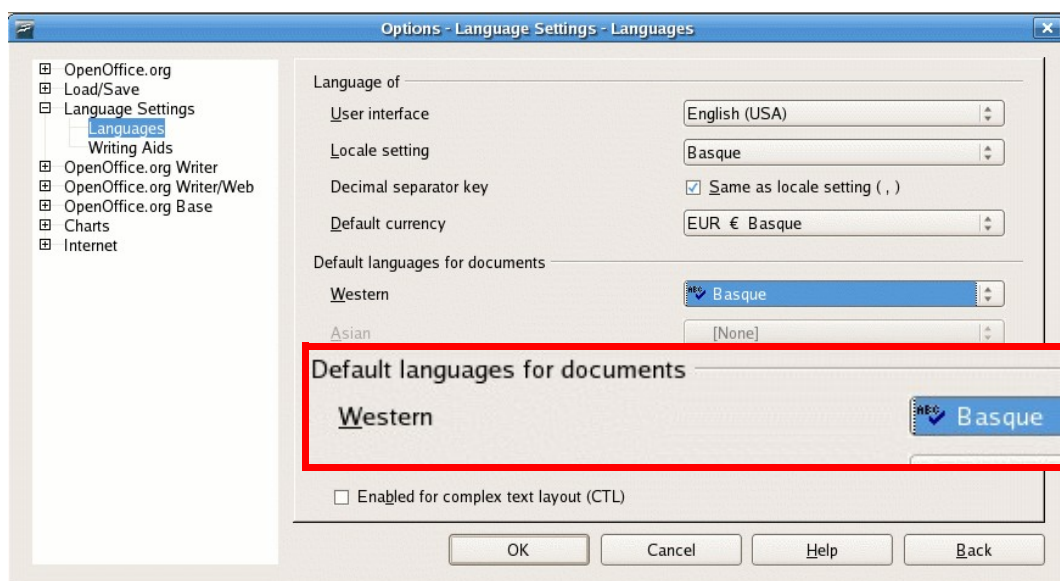 Options - Language Settings - Languages
OpenOffice.org
Load/Save
Language Settings
Languages
Writing Aids
OpenOffice.org Writer
OpenOffice.org Writer/Web
OpenOffice.org Base
Charts
Internet
Language of
User interface English (USA)
Locale setting Basque
Decimal separator key Same as locale setting ( , )
Default currency EUR € Basque
Default languages for documents
Western ABC Basque
Asian [None]
Default languages for documents
Western ABC Basque
Enabled for complex text layout (CTL)
OK Cancel Help Back